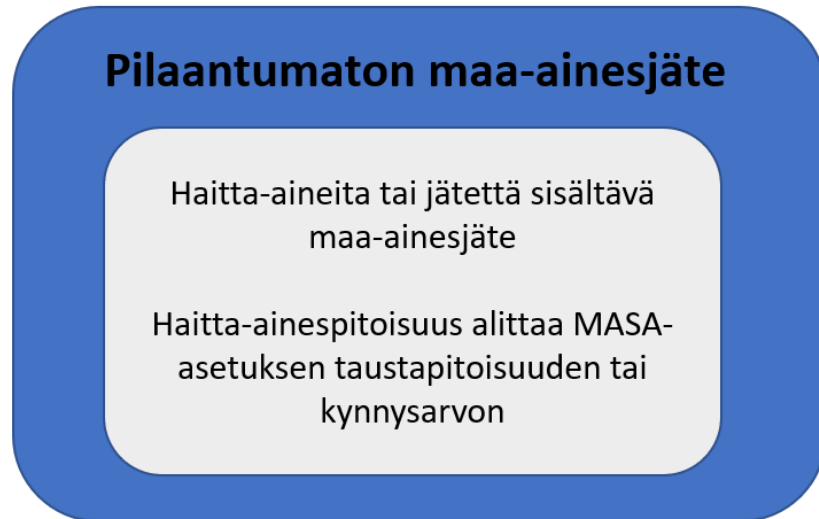 Pilaantumaton maa-ainesjäte
Haitta-aineita tai jätettä sisältävä
maa-ainesjäte
Haitta-ainespitoisuus alittaa MASA-
asetuksen taustapitoisuuden tai
kynnysarvon